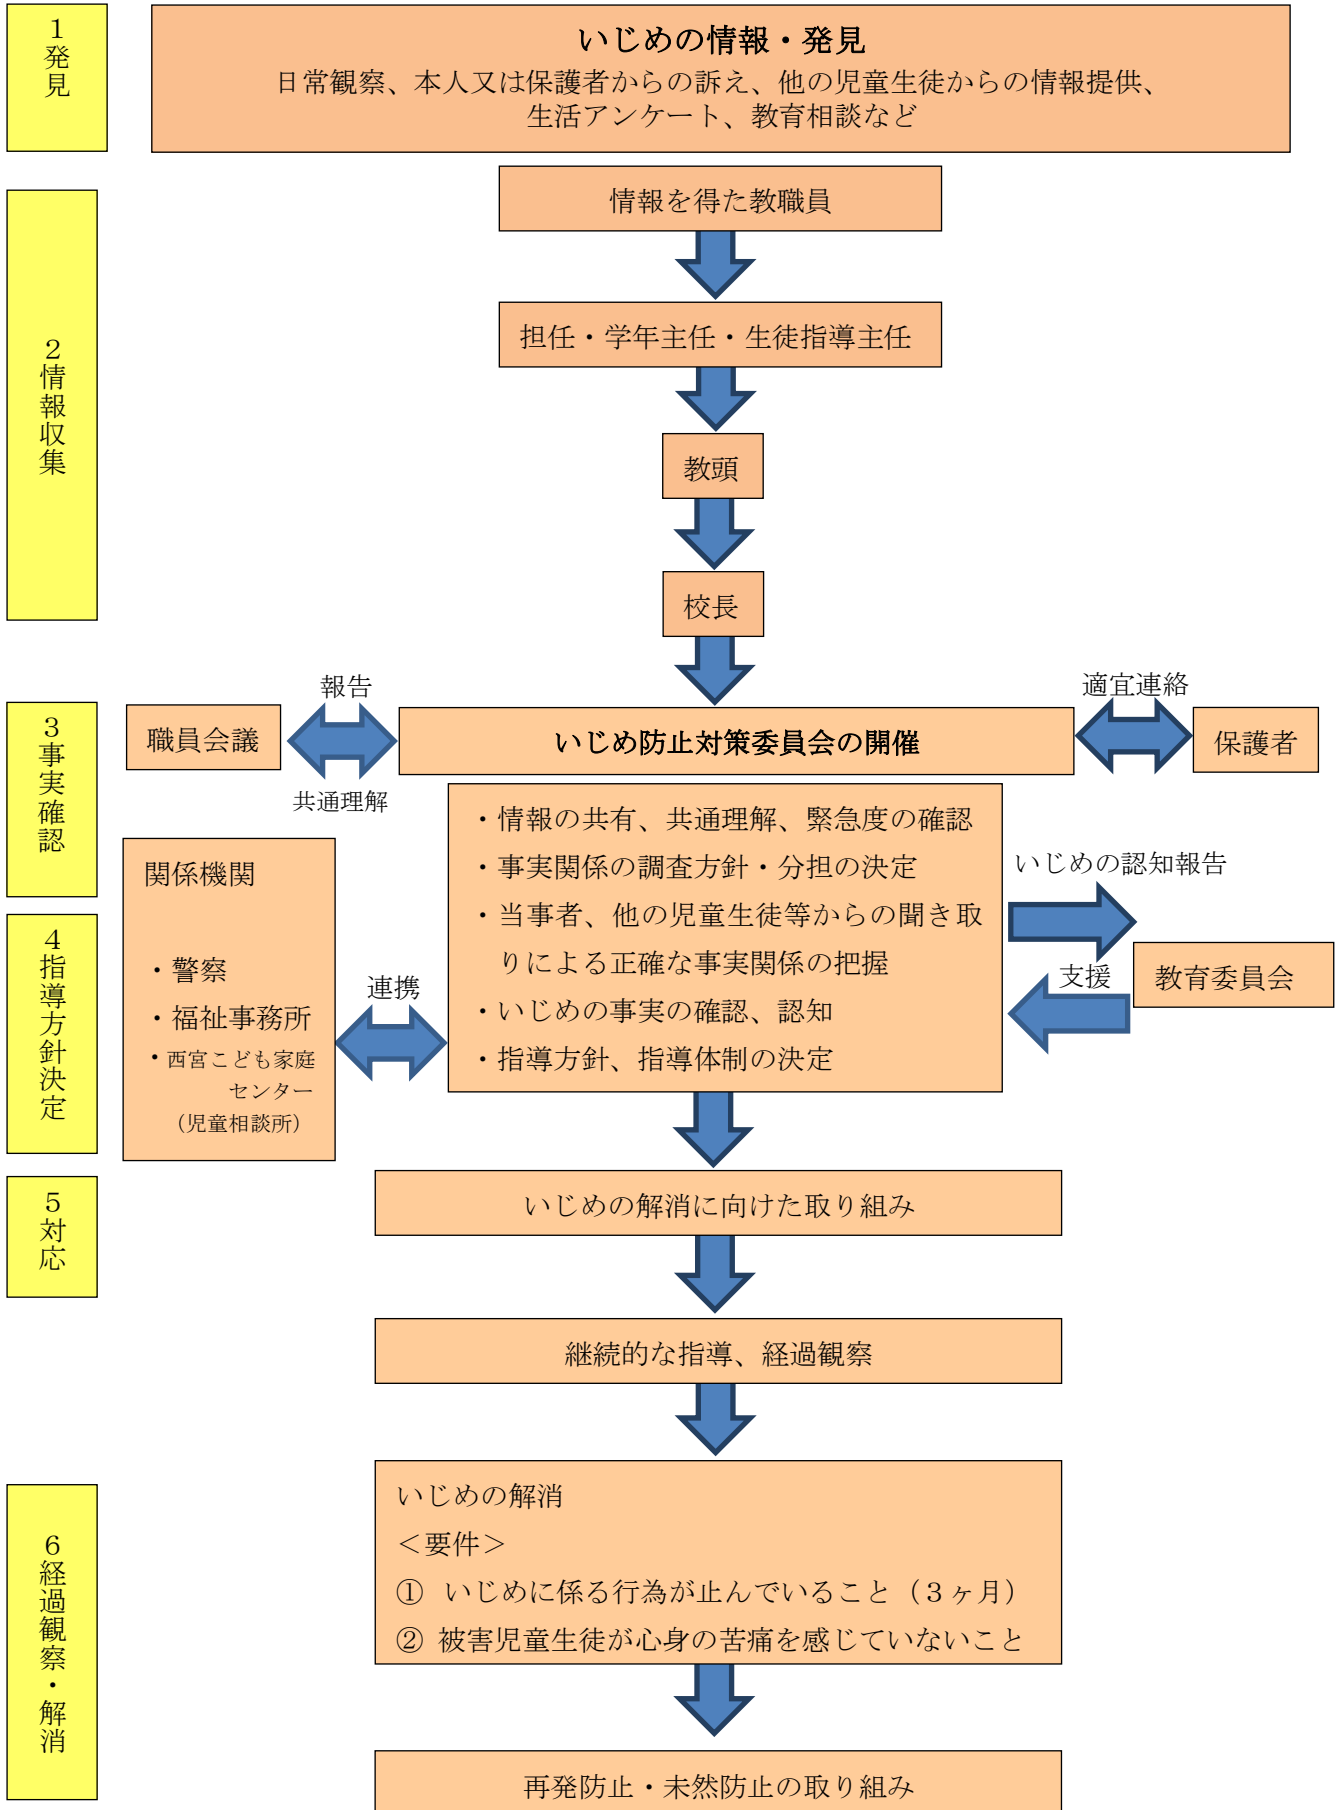 1発見
いじめの情報・発見
日常観察、本人又は保護者からの訴え、他の児童生徒からの情報提供、
生活アンケート、教育相談など
2情報収集
情報を得た教職員
担任・学年主任・生徒指導主任
教頭
校長
3事実確認
報告
職員会議
共通理解
いじめ防止対策委員会の開催
適宜連絡
保護者
・情報の共有、共通理解、緊急度の確認
・事実関係の調査方針・分担の決定
・当事者、他の児童生徒等からの聞き取
りによる正確な事実関係の把握
・いじめの事実の確認、認知
・指導方針、指導体制の決定
関係機関
・警察
・福祉事務所
・西宮こども家庭
センター
（児童相談所）
連携
いじめの認知報告
支援
教育委員会
4指導方針決定
5対応
いじめの解消に向けた取り組み
継続的な指導、経過観察
6経過観察・解消
いじめの解消
＜要件＞
① いじめに係る行為が止んでいること（３ヶ月）
② 被害児童生徒が心身の苦痛を感じていないこと
再発防止・未然防止の取り組み